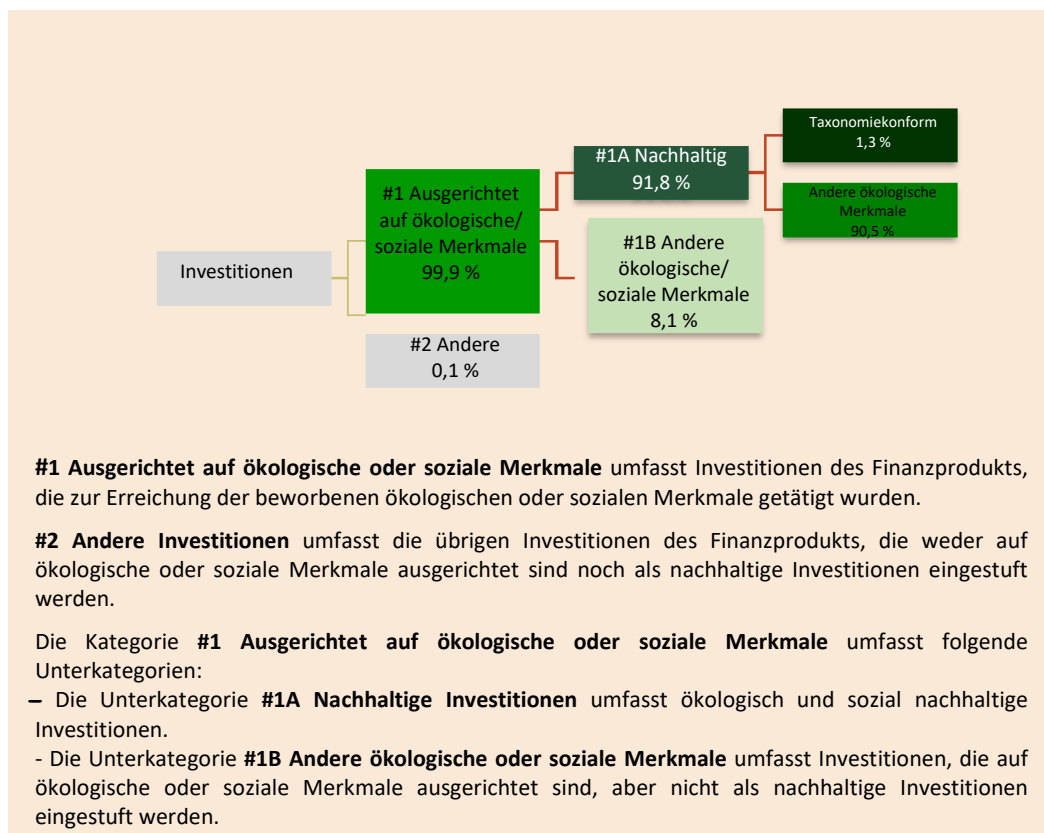 Taxonomiekonform
1,3 %
#1A Nachhaltig
91,8 %
#1 Ausgerichtet
auf ökologische/
soziale Merkmale
99,9 %
Andere ökologische
Merkmale
90,5 %
#1B Andere
ökologische/
soziale Merkmale
8,1 %
Investitionen
#2 Andere
0,1 %
#1 Ausgerichtet auf ökologische oder soziale Merkmale umfasst Investitionen des Finanzprodukts,
die zur Erreichung der beworbenen ökologischen oder sozialen Merkmale getätigt wurden.
#2 Andere Investitionen umfasst die übrigen Investitionen des Finanzprodukts, die weder auf
ökologische oder soziale Merkmale ausgerichtet sind noch als nachhaltige Investitionen eingestuft
werden.
Die Kategorie #1 Ausgerichtet auf ökologische oder soziale Merkmale umfasst folgende
Unterkategorien:
– Die Unterkategorie #1A Nachhaltige Investitionen umfasst ökologisch und sozial nachhaltige
Investitionen.
- Die Unterkategorie #1B Andere ökologische oder soziale Merkmale umfasst Investitionen, die auf
ökologische oder soziale Merkmale ausgerichtet sind, aber nicht als nachhaltige Investitionen
eingestuft werden.